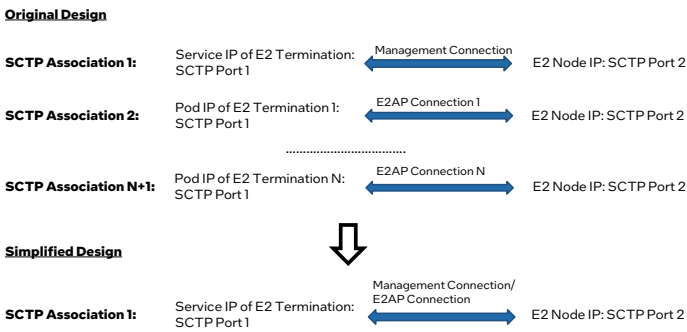 Original Design
Management Connection
SCTP Association 1:
Service IP of E2 Termination:
SCTP Port 1
E2 Node IP: SCTP Port 2
E2AP Connection 1
SCTP Association 2:
Pod IP of E2 Termination 1:
SCTP Port 1
E2 Node IP: SCTP Port 2
..................................
E2AP Connection N
SCTP Association N+1:
Pod IP of E2 Termination N:
SCTP Port 1
E2 Node IP: SCTP Port 2
Simplified Design
Management Connection/
E2AP Connection
SCTP Association 1:
Service IP of E2 Termination:
SCTP Port 1
E2 Node IP: SCTP Port 2